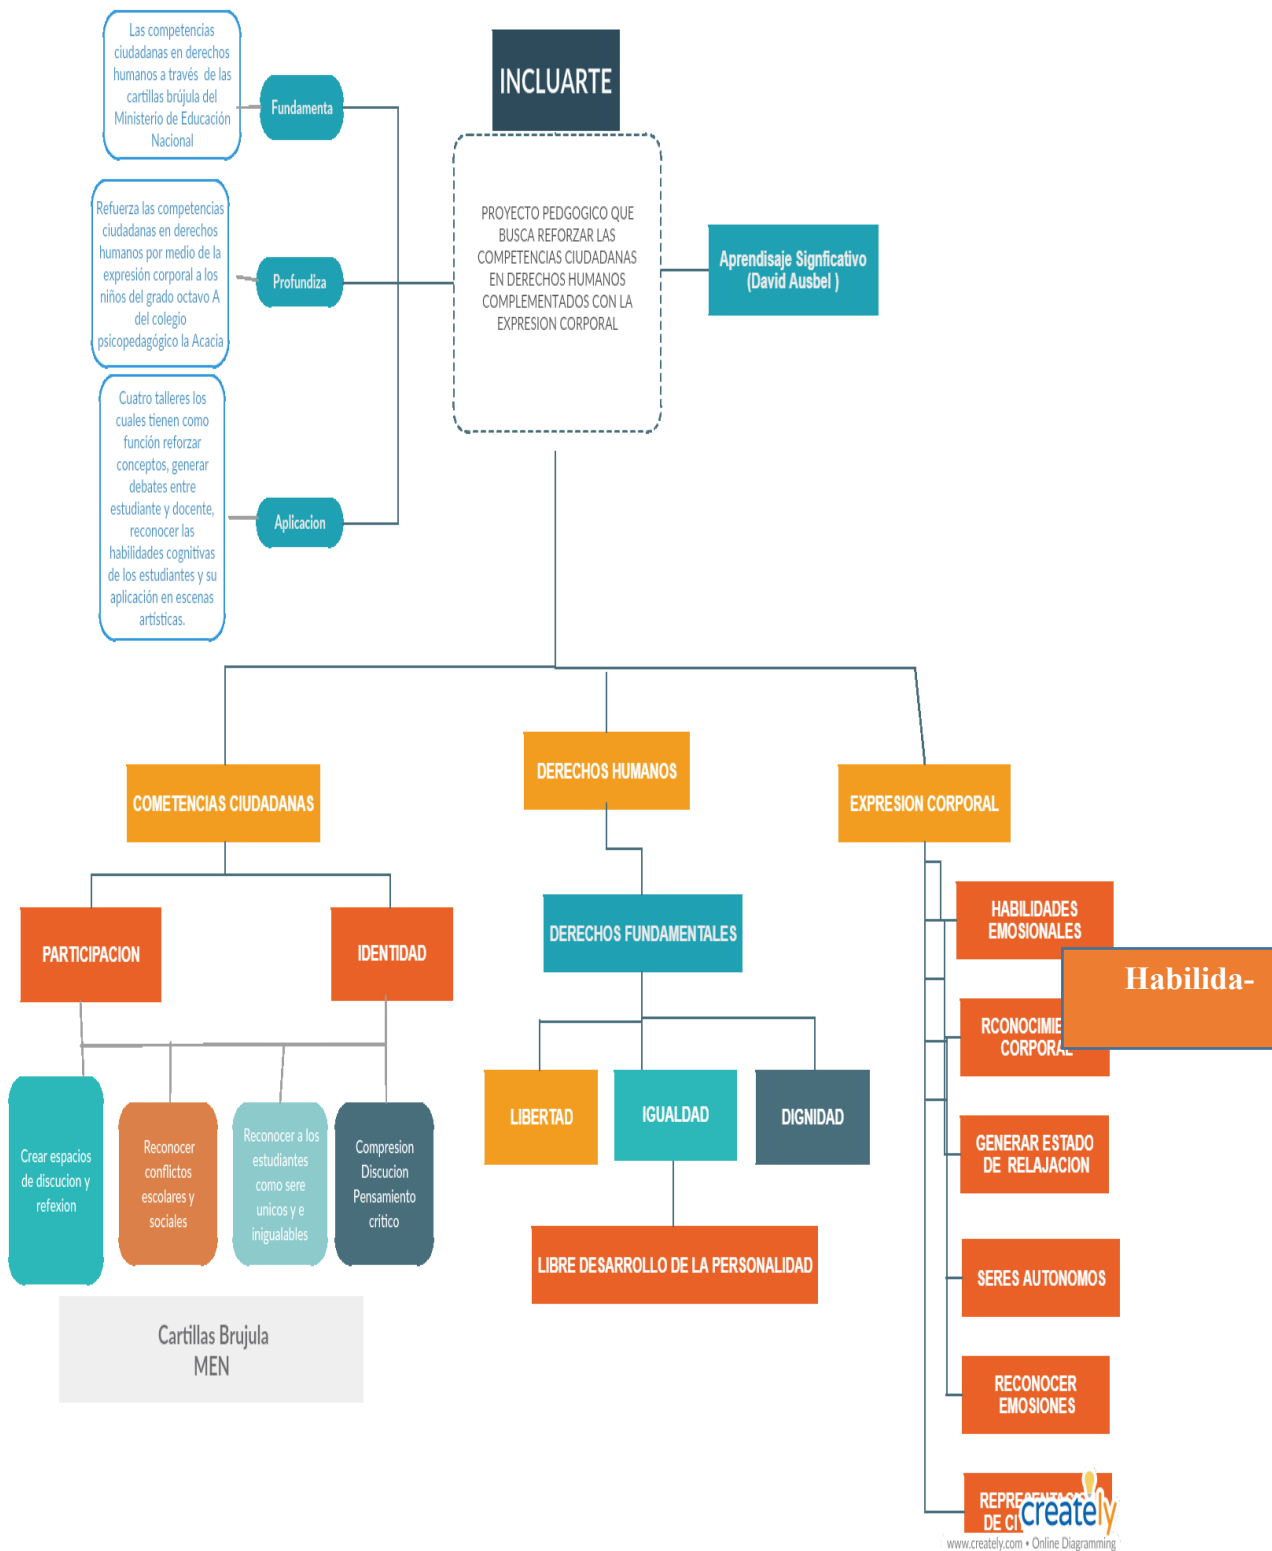 Las competencias
ciudadanas en derechos
humanos a través de las
cartillas brújula del
Ministerio de Educación
Nacional
Fundamenta
INCLUARTE
Refuerza las competencias
ciudadanas en derechos
humanos por medio de la
expresión corporal a los
niños del grado octavo A
del colegio
psicopedagógico la Acacia
Profundiza
PROYECTO PEDGOGICO QUE
BUSCA REFORZAR LAS
COMPETENCIAS CIUDADANAS
EN DERECHOS HUMANOS
COMPLEMENTADOS CON LA
EXPRESION CORPORAL
Aprendisaje Signficativo
(David Ausbel )
Cuatro talleres los
cuales tienen como
función reforzar
conceptos, generar
debates entre
estudiante y docente,
reconocer las
habilidades cognitivas
de los estudiantes y su
aplicación en escenas
artísticas.
Aplicacion
COMETENCIAS CIUDADANAS
DERECHOS HUMANOS
EXPRESION CORPORAL
PARTICIPACION
IDENTIDAD
Crear espacios
de discucion y
refexion
Reconocer
conflictos
escolares y
sociales
Reconocer a los
estudiantes
como sere
unicos y e
inigualables
Compresion
Discucion
Pensamiento
critico
Cartillas Brujula
MEN
DERECHOS FUNDAMENTALES
LIBERTAD
IGUALDAD
DIGNIDAD
LIBRE DESARROLLO DE LA PERSONALIDAD
HABILIDADES
EMOSIONALES
Habilida-
CORPORAL
GENERAR ESTADO
DE RELAJACION
SERES AUTONOMOS
RECONOCER
EMOSIONES
DE
creately
www.creately.com • Online Diagramming